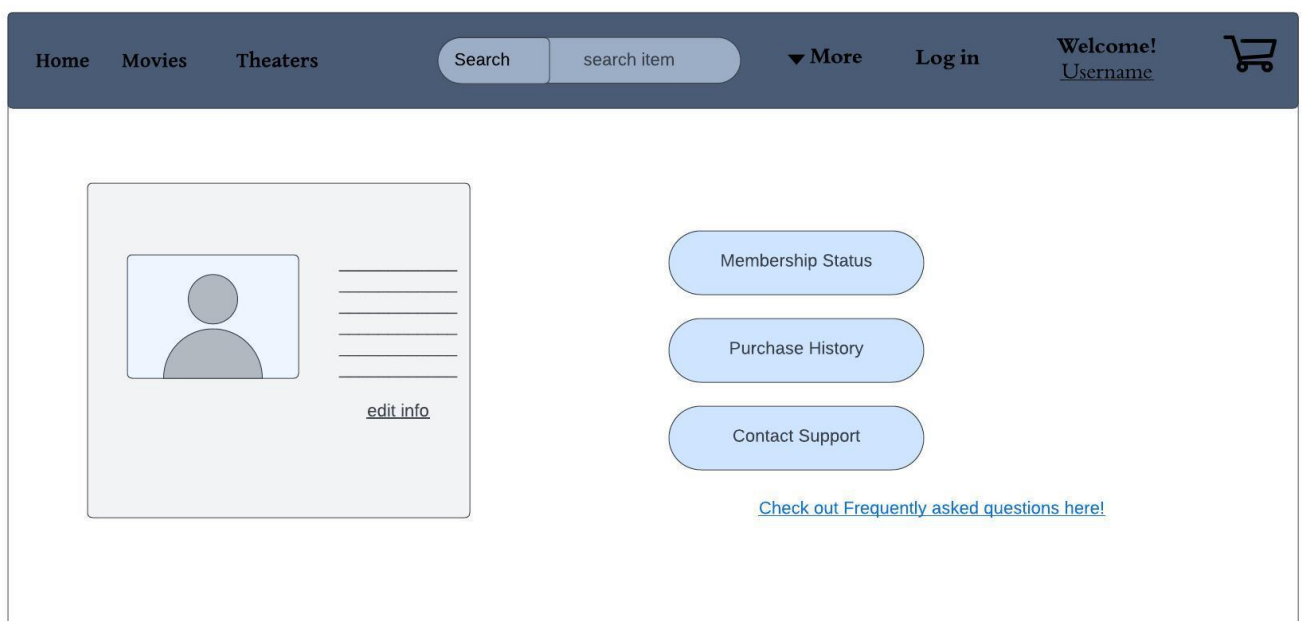 Home
Movies
Theaters
Search
search item
More
Log in
Welcome!
Username
Membership Status
Purchase History
Contact Support
edit info
Check out Frequently asked questions here!